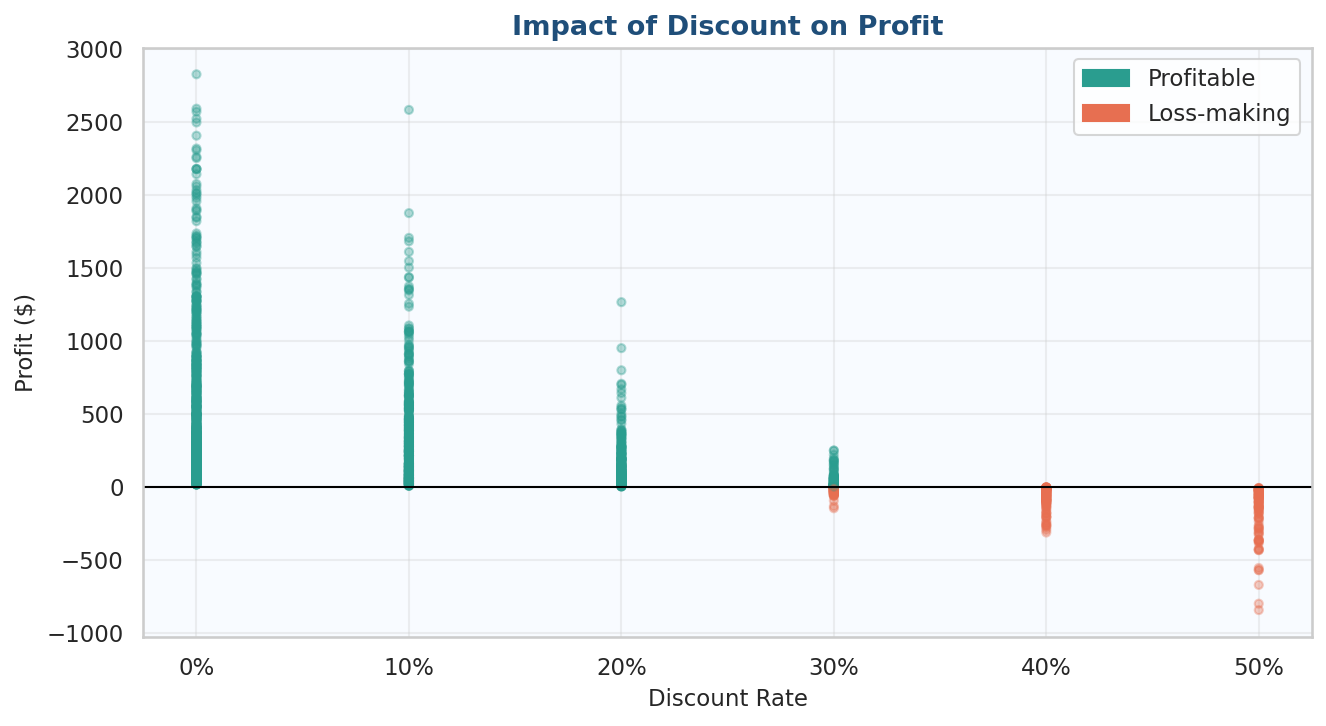 Impact of Discount on Profit
Profitable
Loss-making
3000
2500
2000
1500
1000
500
0
−500
−1000
Profit ($)
0% 10% 20% 30% 40% 50%
Discount Rate